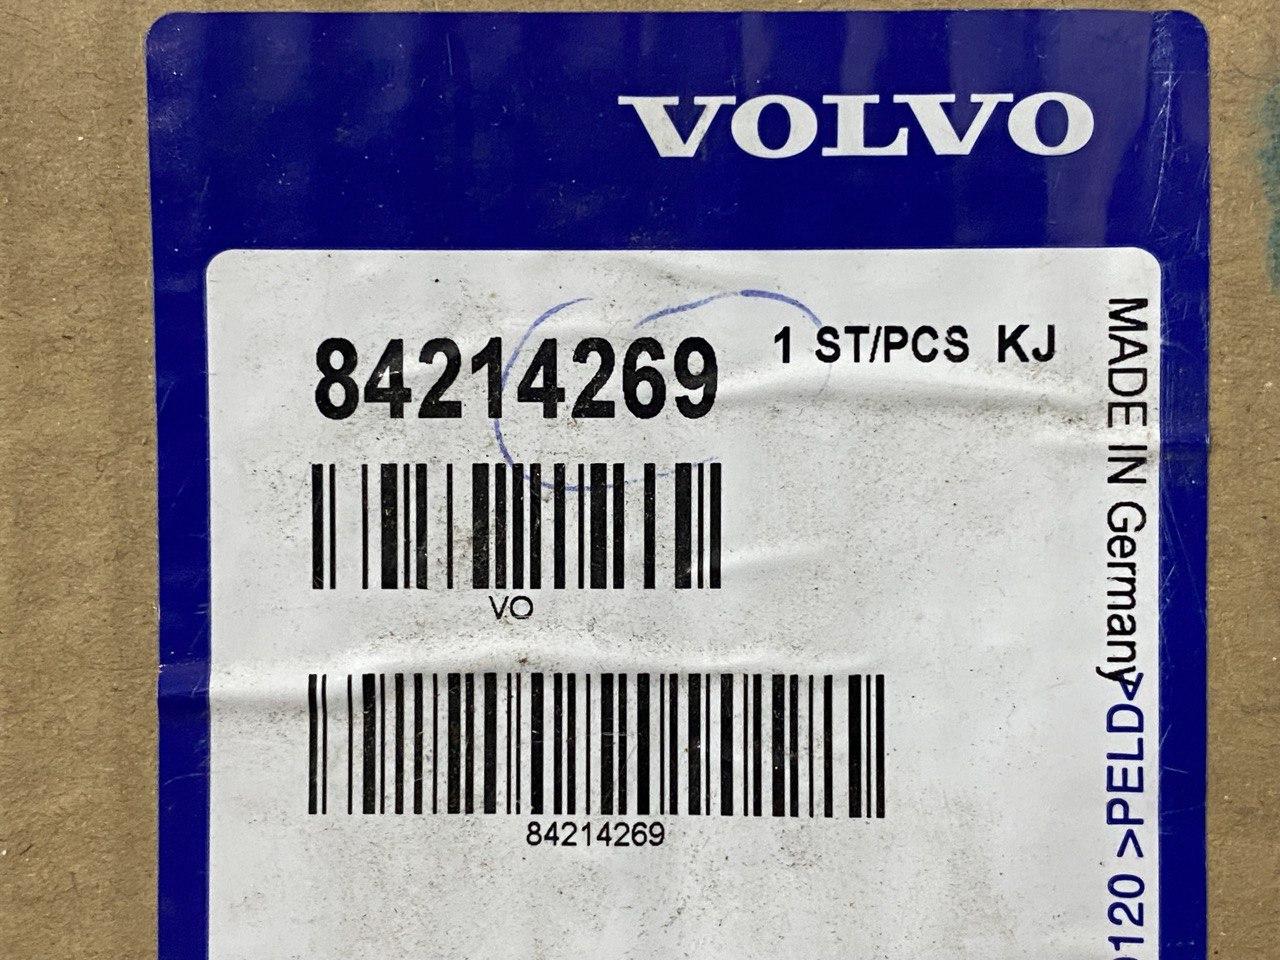 VOLVO
84214269 1 ST/PCS KJ
VO
84214269
MADE IN Germany
0120 >PELD<